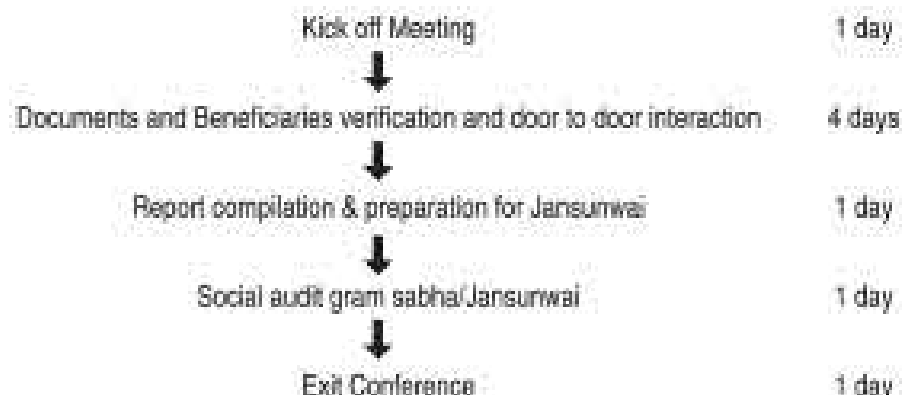 Kick off Meeting 1 day
Documents and Beneficiaries verification and door to door interaction 4 days
Report compilation & preparation for Jansunwai 1 day
Social audit gram sabha/Jansunwai 1 day
Exit Conference 1 day